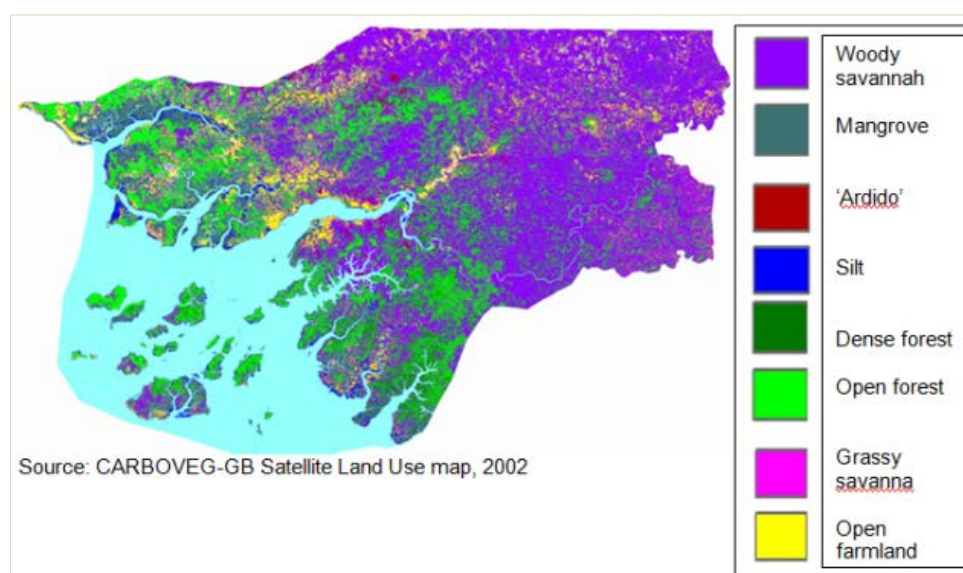 Woody
savannah
Mangrove
'Ardido'
Silt
Dense forest
Open forest
Grassy
savanna
Open
farmland
Source: CARBOVEG-GB Satellite Land Use map, 2002